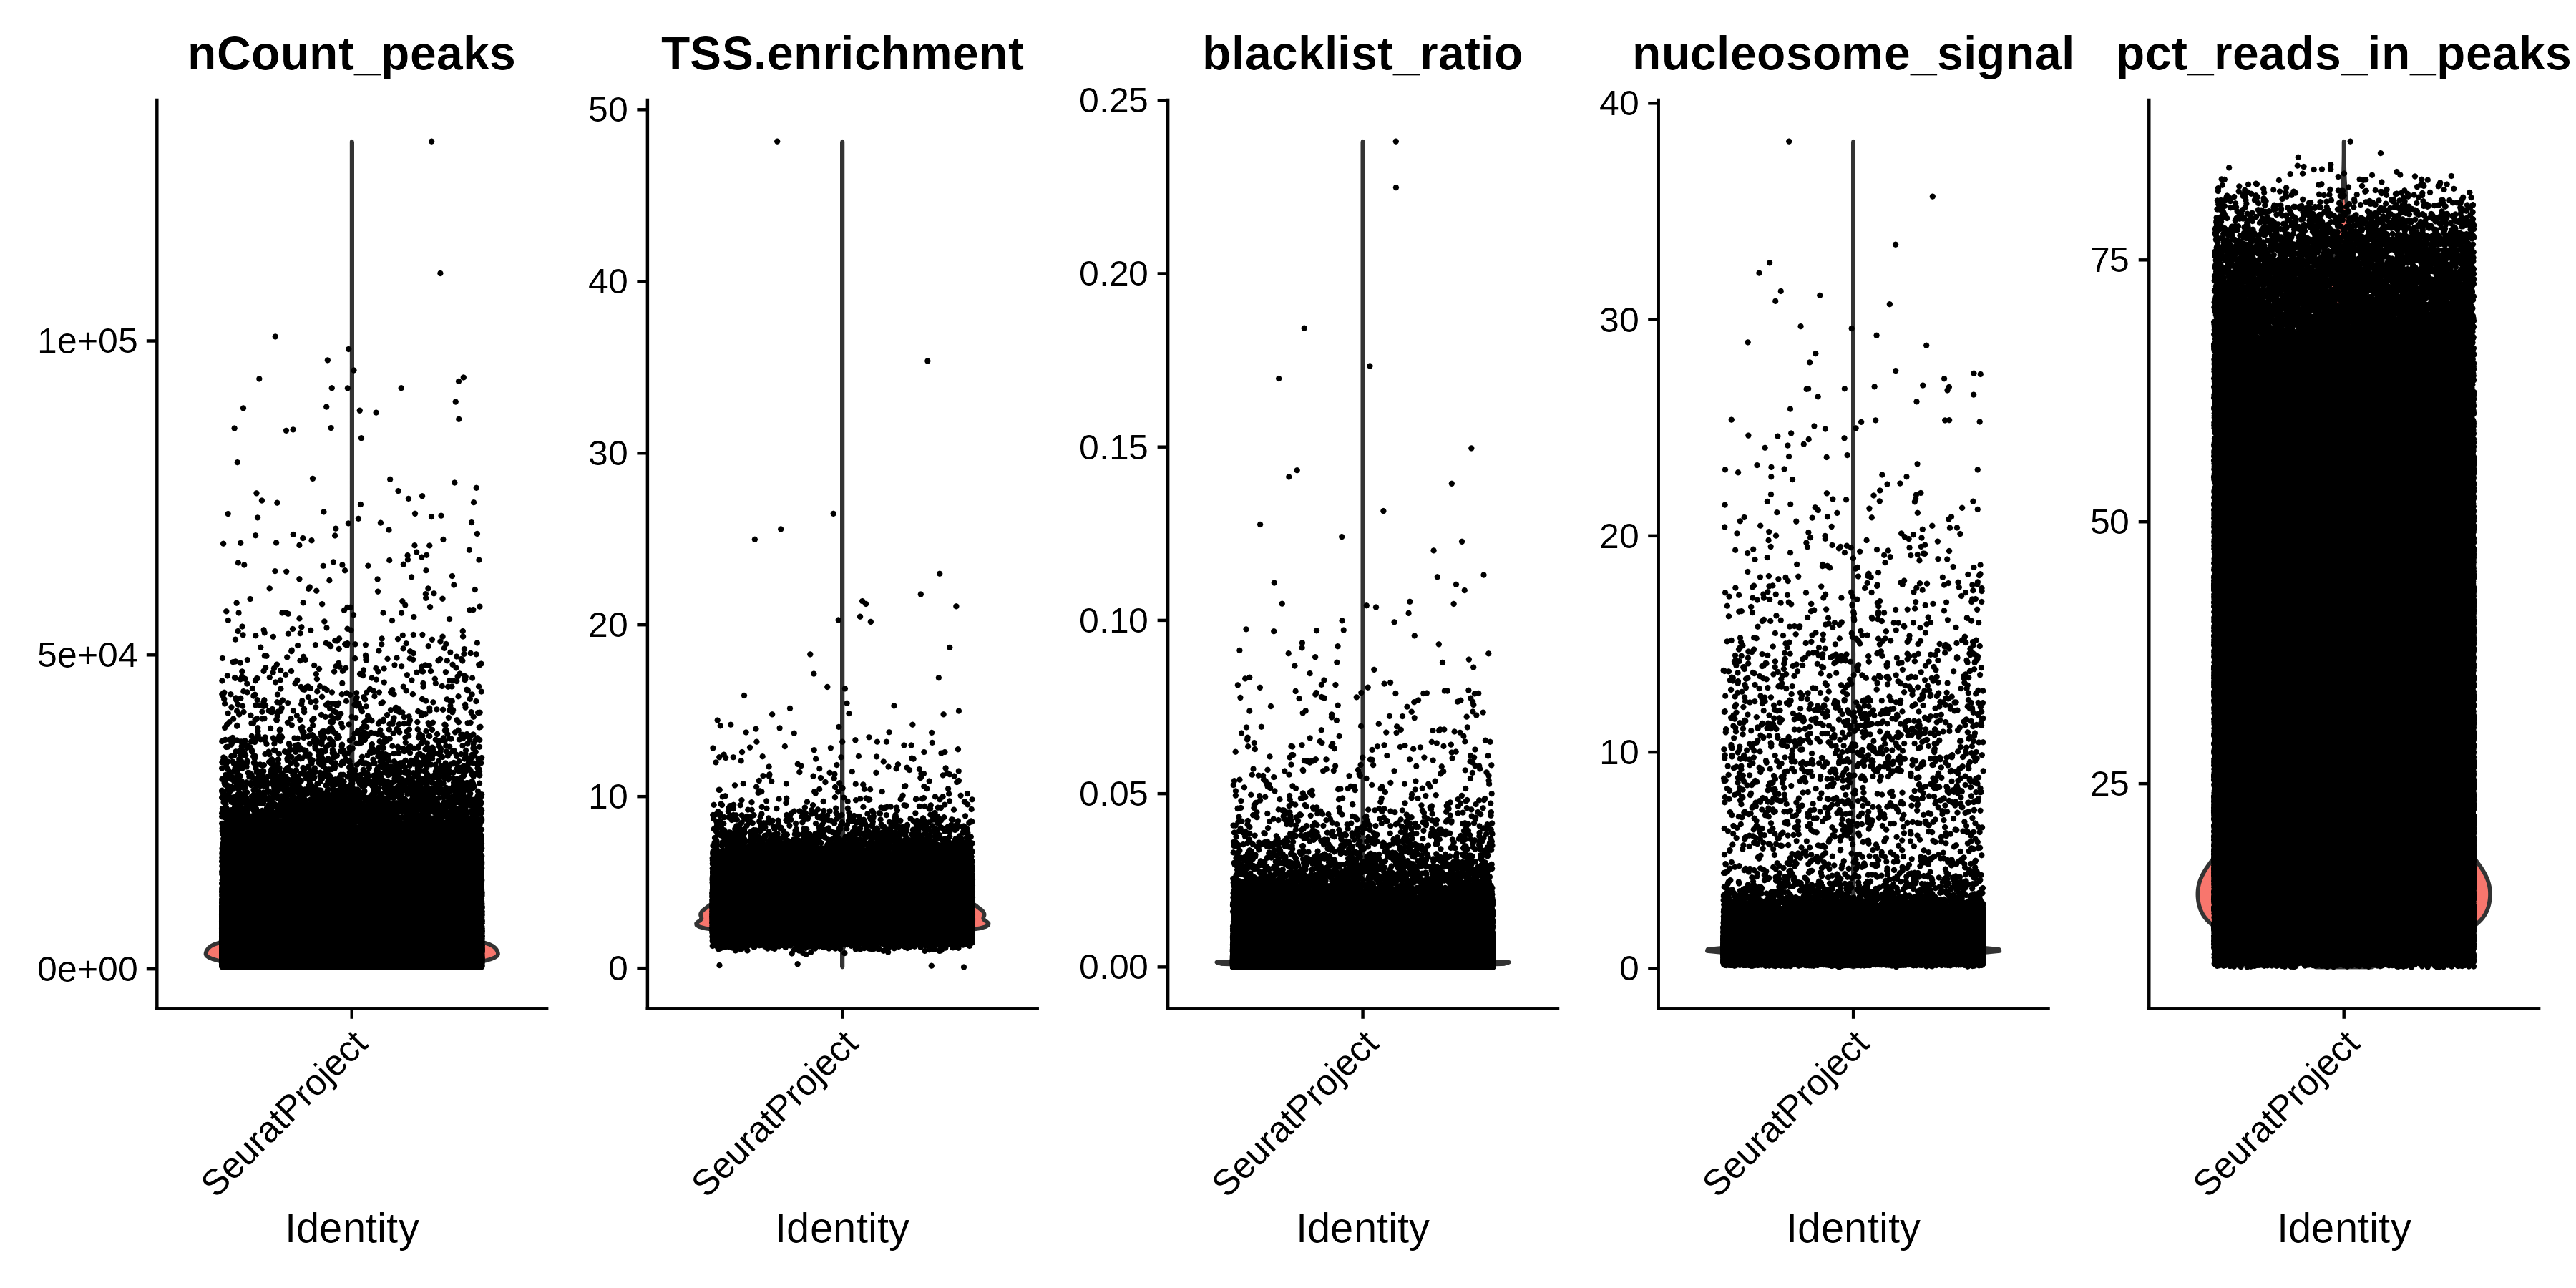 nCount_peaks
1e+05
5e+04
0e+00
SeuratProject
Identity
TSS.enrichment
50
40
30
20
10
0
SeuratProject
Identity
blacklist_ratio
0.25
0.20
0.15
0.10
0.05
0.00
SeuratProject
Identity
nucleosome_signal
40
30
20
10
0
SeuratProject
Identity
pct_reads_in_peaks
75
50
25
SeuratProject
Identity